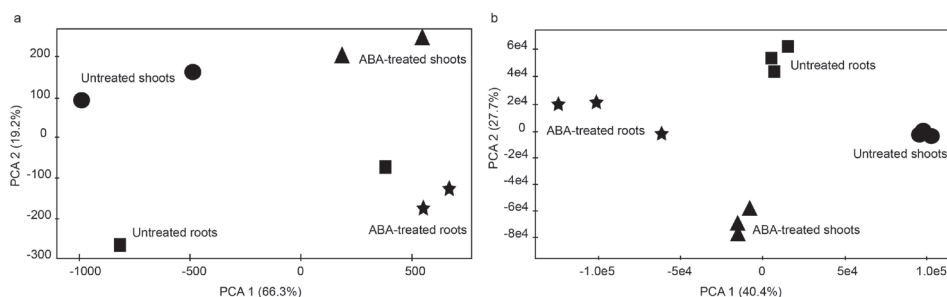 a
200
100
0
-100
-200
-300
PCA 2 (19.2%)
Untreated shoots
ABA-treated shoots
Untreated roots
ABA-treated roots
-1000
-500
0
500
PCA 1 (66.3%)
b
6e4
4e4
2e4
0
-2e4
-4e4
-6e4
-8e4
PCA 2 (27.7%)
Untreated roots
ABA-treated roots
Untreated shoots
ABA-treated shoots
-1.0e5
-5e4
0
5e4
1.0e5
PCA 1 (40.4%)